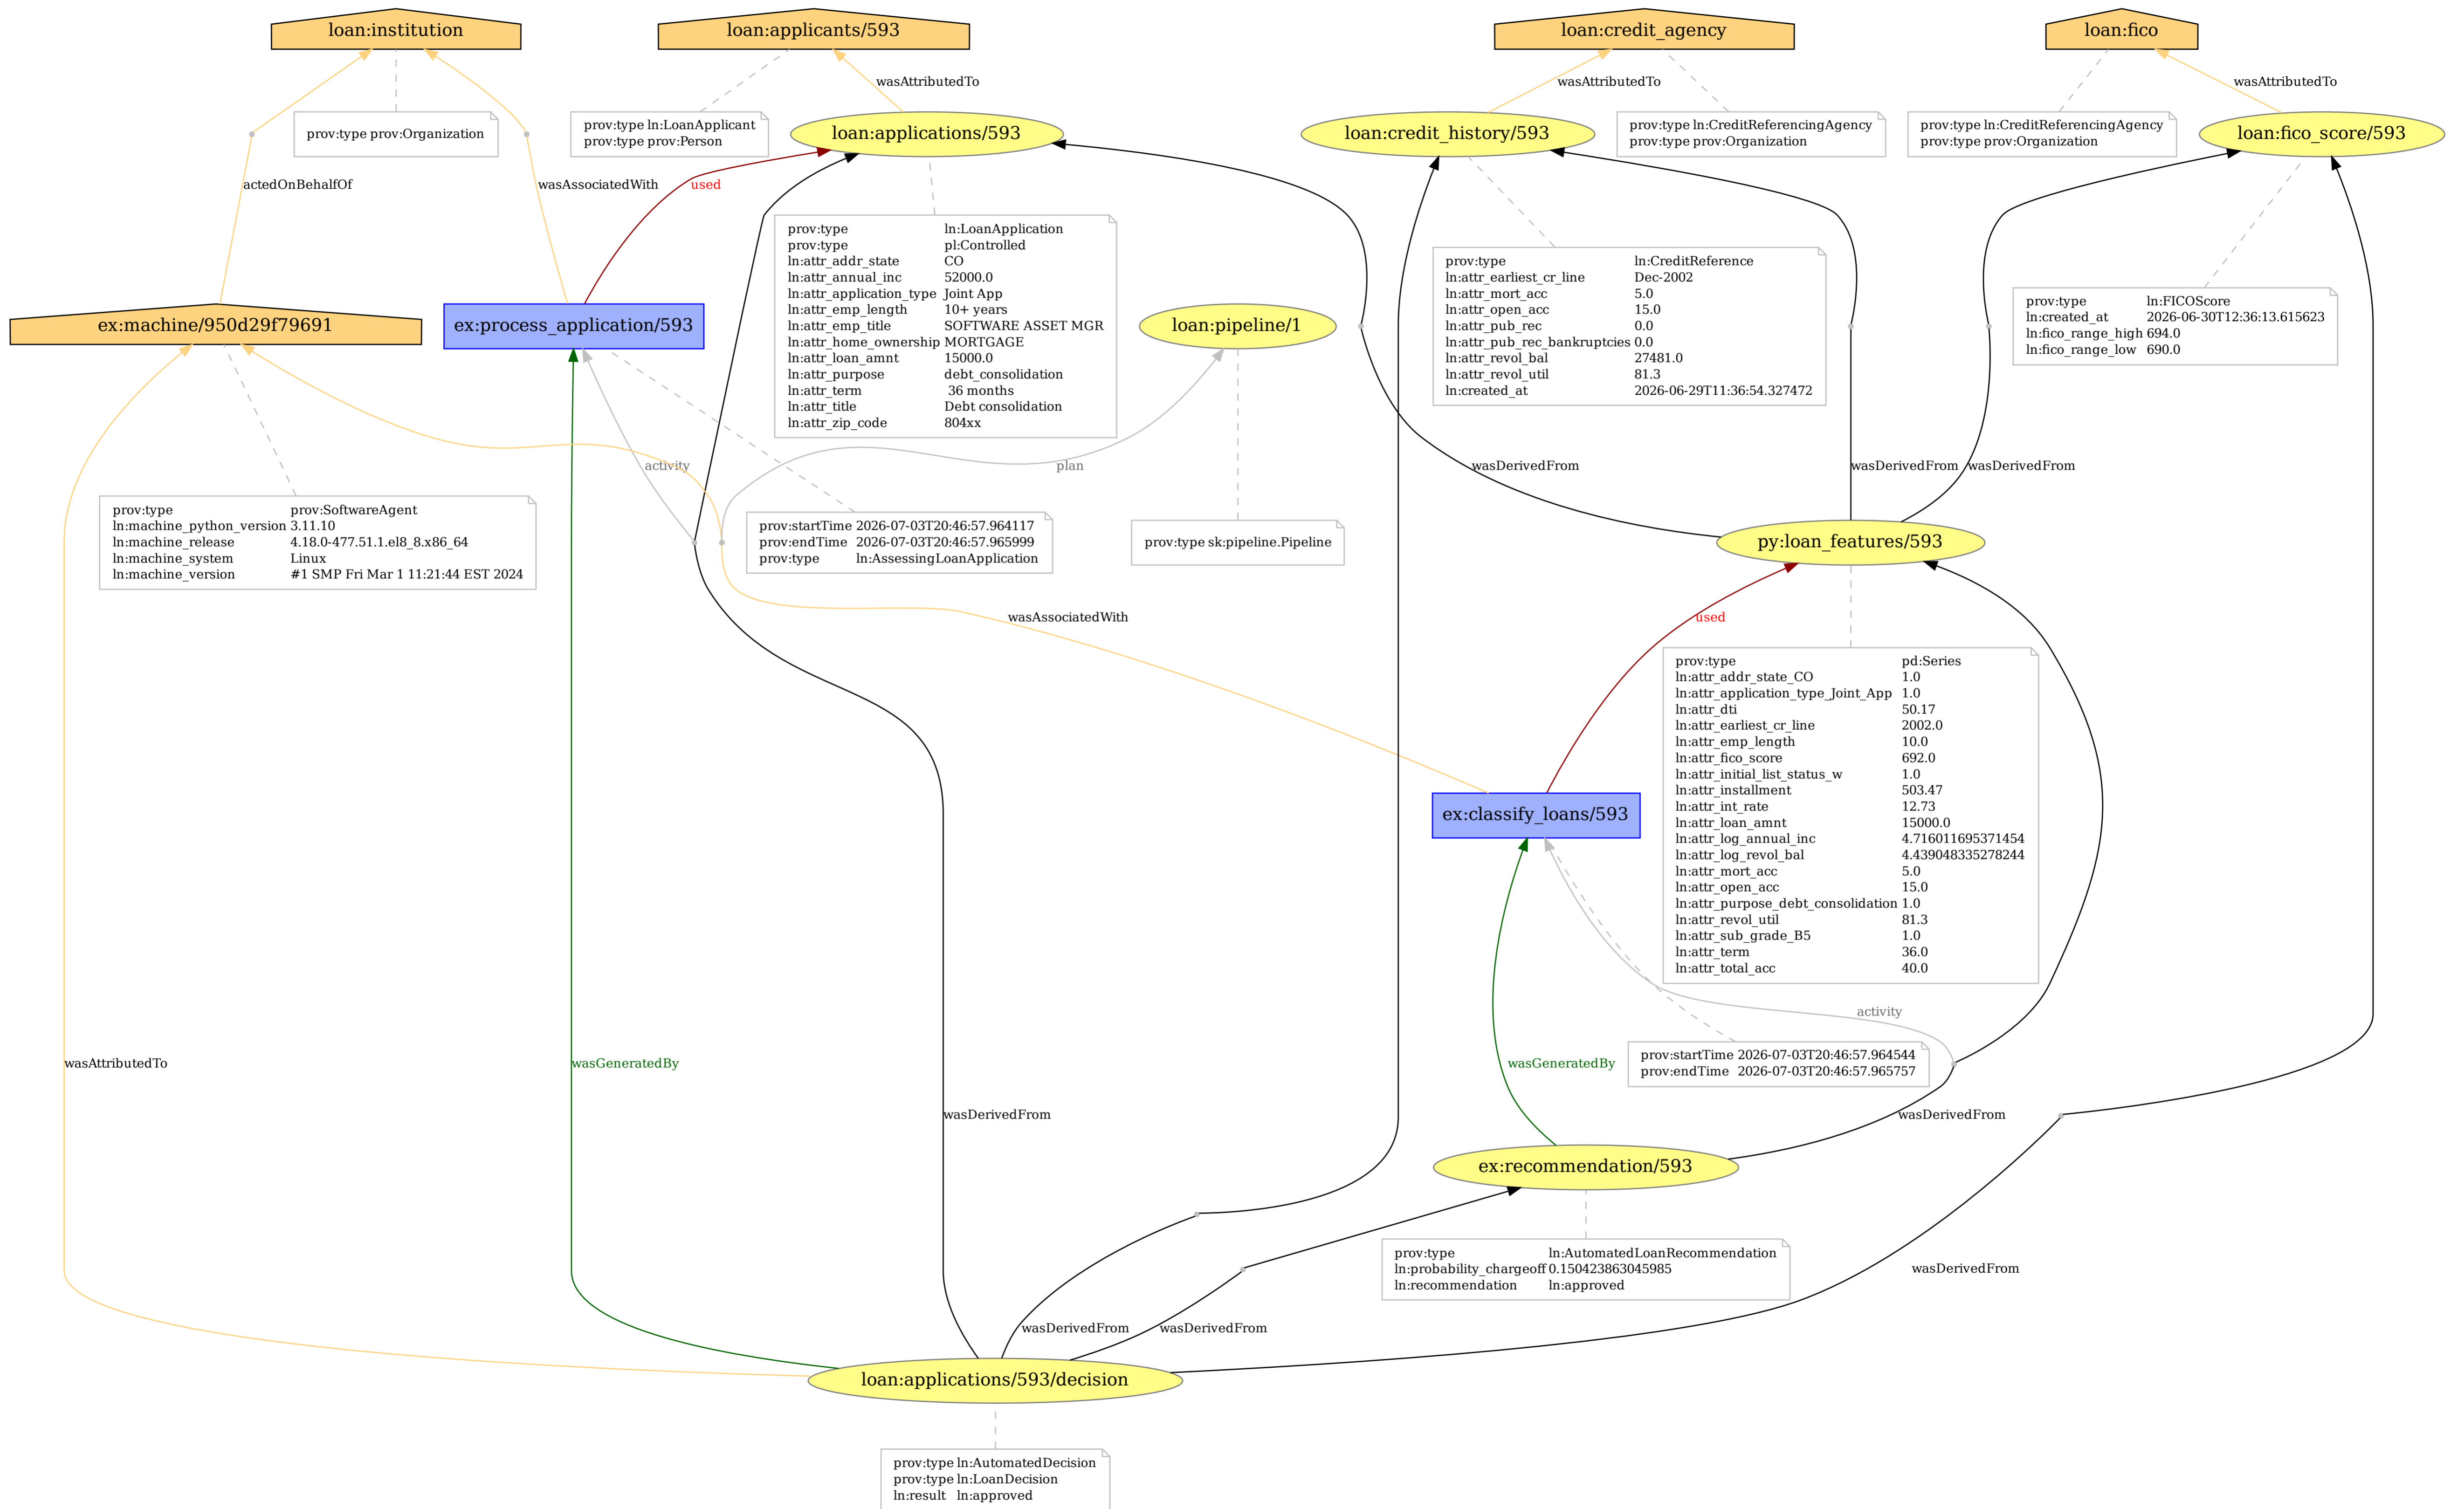 loan:institution
loan:applicants/593
loan:credit_agency
loan:fico
wasAttributedTo
wasAttributedTo
wasAttributedTo
prov:type prov:Organization
prov:type ln:LoanApplicant
prov:type prov:Person
loan:applications/593
loan:credit_history/593
prov:type ln:CreditReferencingAgency
prov:type prov:Organization
prov:type ln:CreditReferencingAgency
prov:type prov:Organization
loan:fico_score/593
actedOnBehalfOf
wasAssociatedWith
used
prov:type ln:LoanApplication
prov:type pl:Controlled
ln:attr_addr_state CO
ln:attr_annual_inc 52000.0
ln:attr_application_type Joint App
ln:attr_emp_length 10+ years
ln:attr_emp_title SOFTWARE ASSET MGR
ln:attr_home_ownership MORTGAGE
ln:attr_loan_amnt 15000.0
ln:attr_purpose debt_consolidation
ln:attr_term 36 months
ln:attr_title Debt consolidation
ln:attr_zip_code 804xx
prov:type ln:CreditReference
ln:attr_earliest_cr_line Dec-2002
ln:attr_mort_acc 5.0
ln:attr_open_acc 15.0
ln:attr_pub_rec 0.0
ln:attr_pub_rec_bankruptcies 0.0
ln:attr_revol_bal 27481.0
ln:attr_revol_util 81.3
ln:created_at 2026-06-29T11:36:54.327472
prov:type ln:FICOScore
ln:created_at 2026-06-30T12:36:13.615623
ln:fico_range_high 694.0
ln:fico_range_low 690.0
ex:machine/950d29f79691
ex:process_application/593
loan:pipeline/1
activity
plan
wasDerivedFrom
wasDerivedFrom
wasDerivedFrom
prov:type prov:SoftwareAgent
ln:machine_python_version 3.11.10
ln:machine_release 4.18.0-477.51.1.el8_8.x86_64
ln:machine_system Linux
ln:machine_version #1 SMP Fri Mar 1 11:21:44 EST 2024
prov:startTime 2026-07-03T20:46:57.964117
prov:endTime 2026-07-03T20:46:57.965999
prov:type ln:AssessingLoanApplication
prov:type sk:pipeline.Pipeline
py:loan_features/593
wasAssociatedWith
used
prov:type pd:Series
ln:attr_addr_state_CO 1.0
ln:attr_application_type_Joint_App 1.0
ln:attr_dti 50.17
ln:attr_earliest_cr_line 2002.0
ln:attr_emp_length 10.0
ln:attr_fico_score 692.0
ln:attr_initial_list_status_w 1.0
ln:attr_installment 503.47
ln:attr_int_rate 12.73
ln:attr_loan_amnt 15000.0
ln:attr_log_annual_inc 4.716011695371454
ln:attr_log_revol_bal 4.439048335278244
ln:attr_mort_acc 5.0
ln:attr_open_acc 15.0
ln:attr_purpose_debt_consolidation 1.0
ln:attr_revol_util 81.3
ln:attr_sub_grade_B5 1.0
ln:attr_term 36.0
ln:attr_total_acc 40.0
ex:classify_loans/593
activity
wasAttributedTo
wasGeneratedBy
wasGeneratedBy
prov:startTime 2026-07-03T20:46:57.964544
prov:endTime 2026-07-03T20:46:57.965757
wasDerivedFrom
wasDerivedFrom
ex:recommendation/593
prov:type ln:AutomatedLoanRecommendation
ln:probability_chargeoff 0.150423863045985
ln:recommendation ln:approved
wasDerivedFrom
wasDerivedFrom
wasDerivedFrom
loan:applications/593/decision
prov:type ln:AutomatedDecision
prov:type ln:LoanDecision
ln:result ln:approved